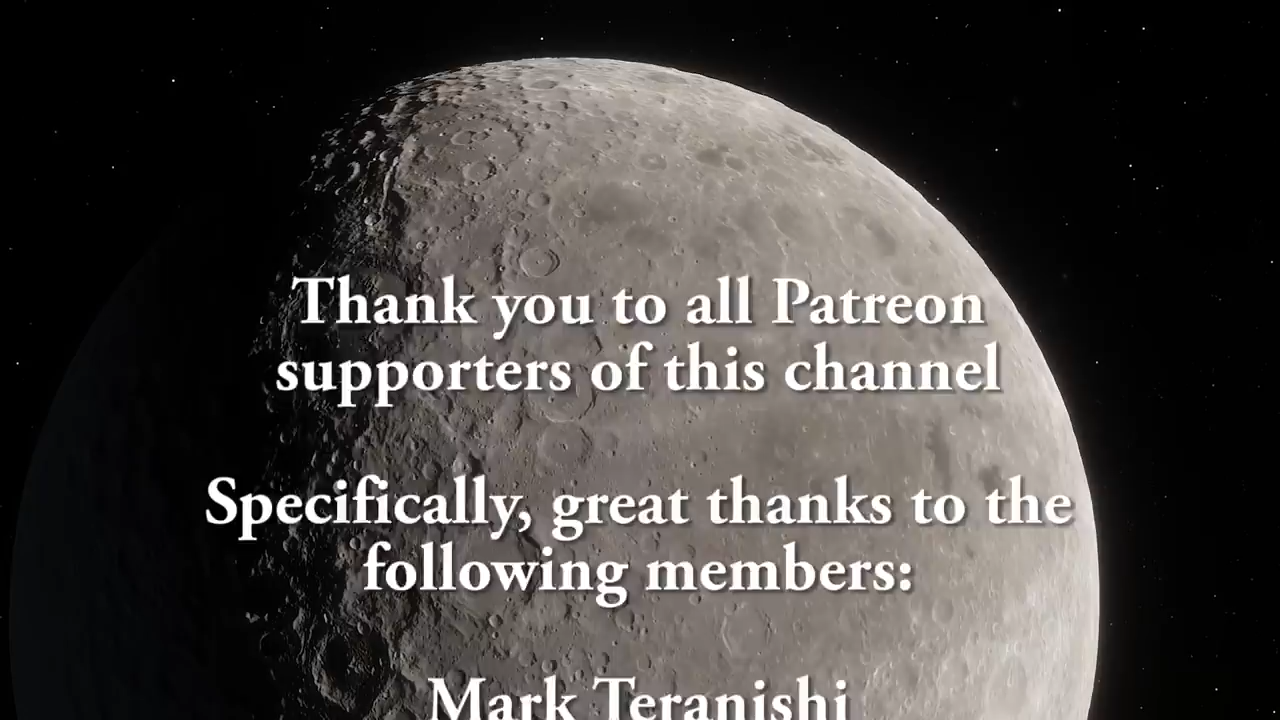 Thank you to all Patreon
supporters of this channel
Specifically, great thanks to the
following members:
Mark Teranishi